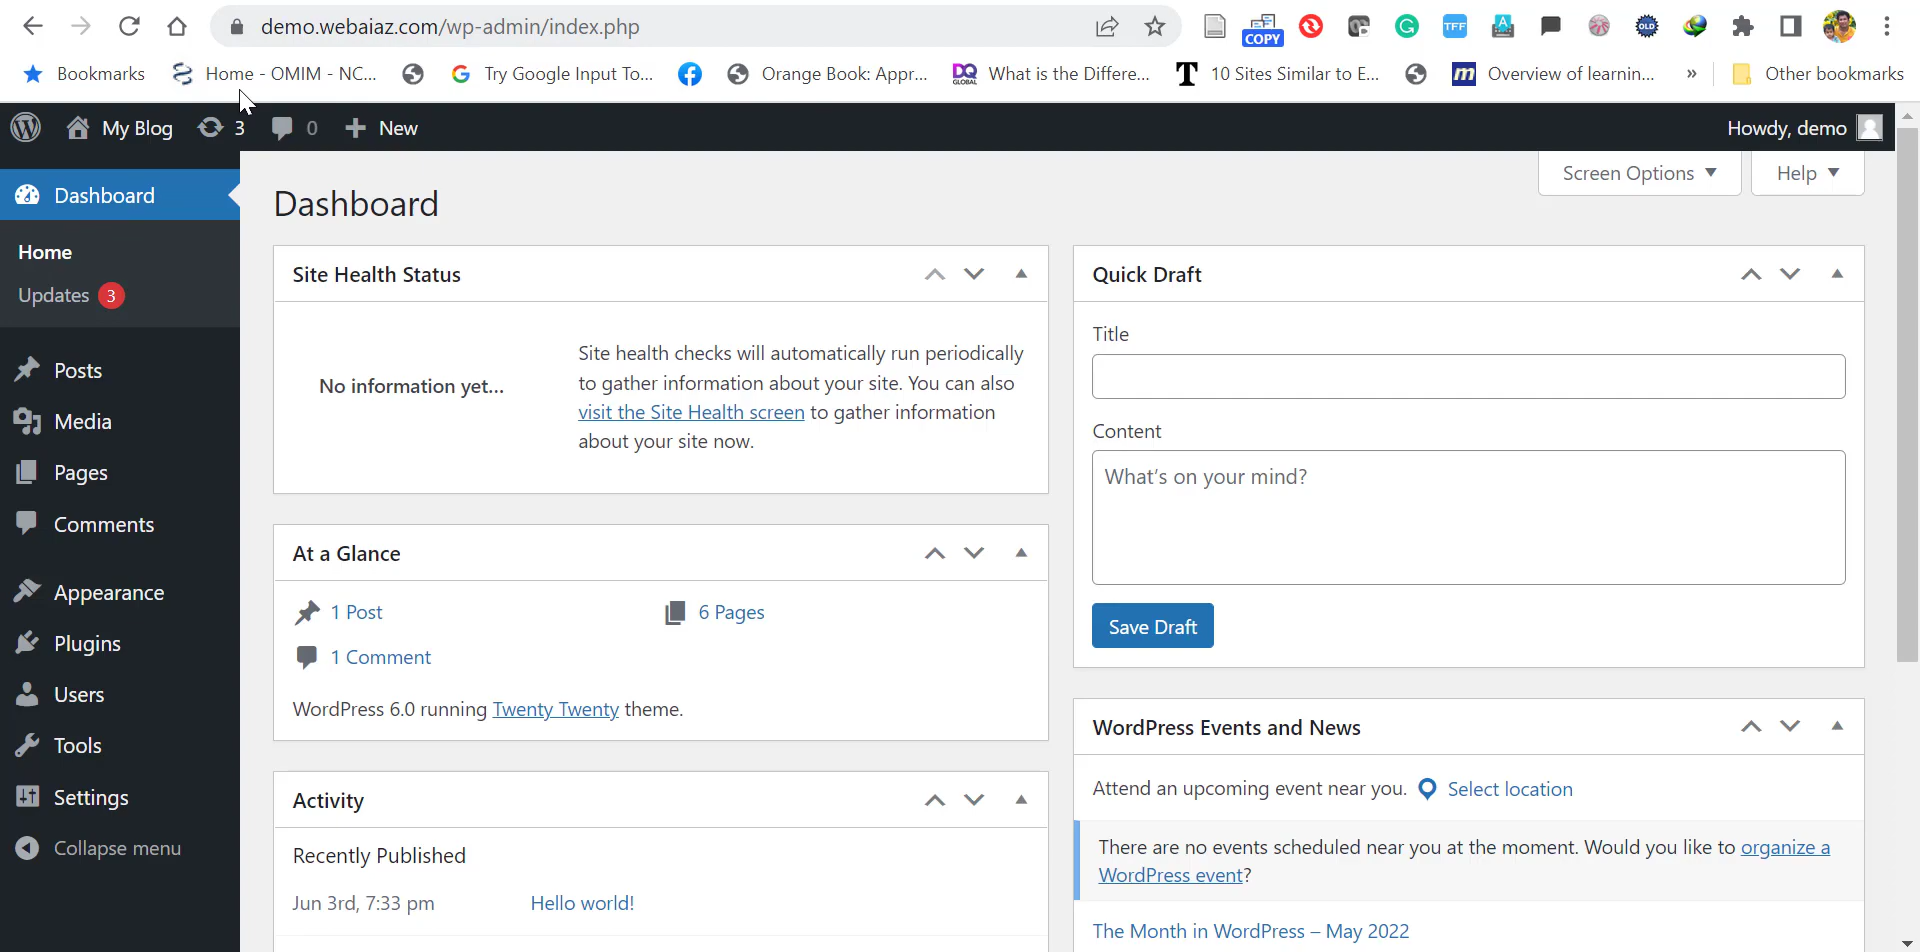 demo.webaiaz.com/wp-admin/index.php
COPY
TFF
A
OLD
Bookmarks
Home - OMIM - NC...
G
Try Google Input To...
Orange Book: Appr...
DQ
GLOBAL
What is the Differe...
T
10 Sites Similar to E...
m
Overview of learnin...
»
Other bookmarks
My Blog
3
0
New
Howdy, demo
Dashboard
Home
Updates 3
Posts
Media
Pages
Comments
Appearance
Plugins
Users
Tools
Settings
Collapse menu
Screen Options
Help
Dashboard
Site Health Status
No information yet...
Site health checks will automatically run periodically
to gather information about your site. You can also
visit the Site Health screen to gather information
about your site now.
At a Glance
1 Post
6 Pages
1 Comment
WordPress 6.0 running Twenty Twenty theme.
Activity
Recently Published
Jun 3rd, 7:33 pm
Hello world!
Quick Draft
Title
Content
What's on your mind?
Save Draft
WordPress Events and News
Attend an upcoming event near you. Select location
There are no events scheduled near you at the moment. Would you like to organize a
WordPress event?
The Month in WordPress – May 2022